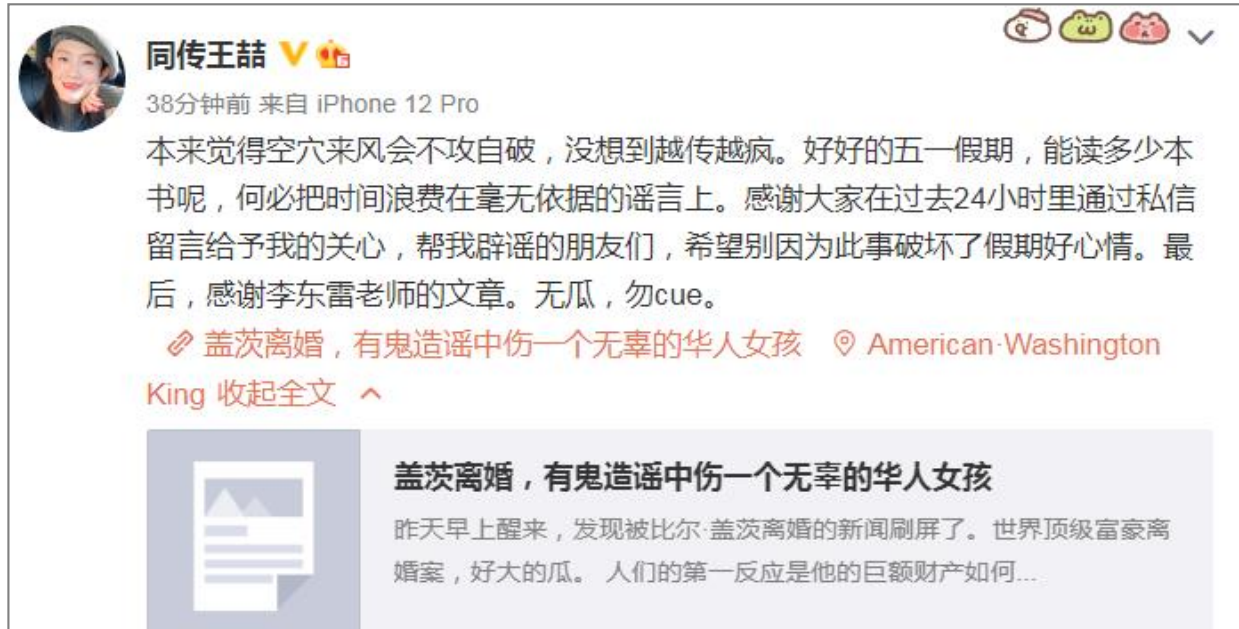 同传王喆
38分钟前 来自 iPhone 12 Pro
本来觉得空穴来风会不攻自破，没想到越传越疯。好好的五一假期，能读多少本
书呢，何必把时间浪费在毫无依据的谣言上。感谢大家在过去24小时里通过私信
留言给予我的关心，帮我辟谣的朋友们，希望别因为此事破坏了假期好心情。最
后，感谢李东雷老师的文章。无瓜，勿cue。
盖茨离婚，有鬼造谣中伤一个无辜的华人女孩 American·Washington
King 收起全文
盖茨离婚，有鬼造谣中伤一个无辜的华人女孩
昨天早上醒来，发现被比尔·盖茨离婚的新闻刷屏了。世界顶级富豪离
婚案，好大的瓜。 人们的第一反应是他的巨额财产如何...